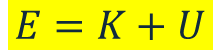 E = K + U